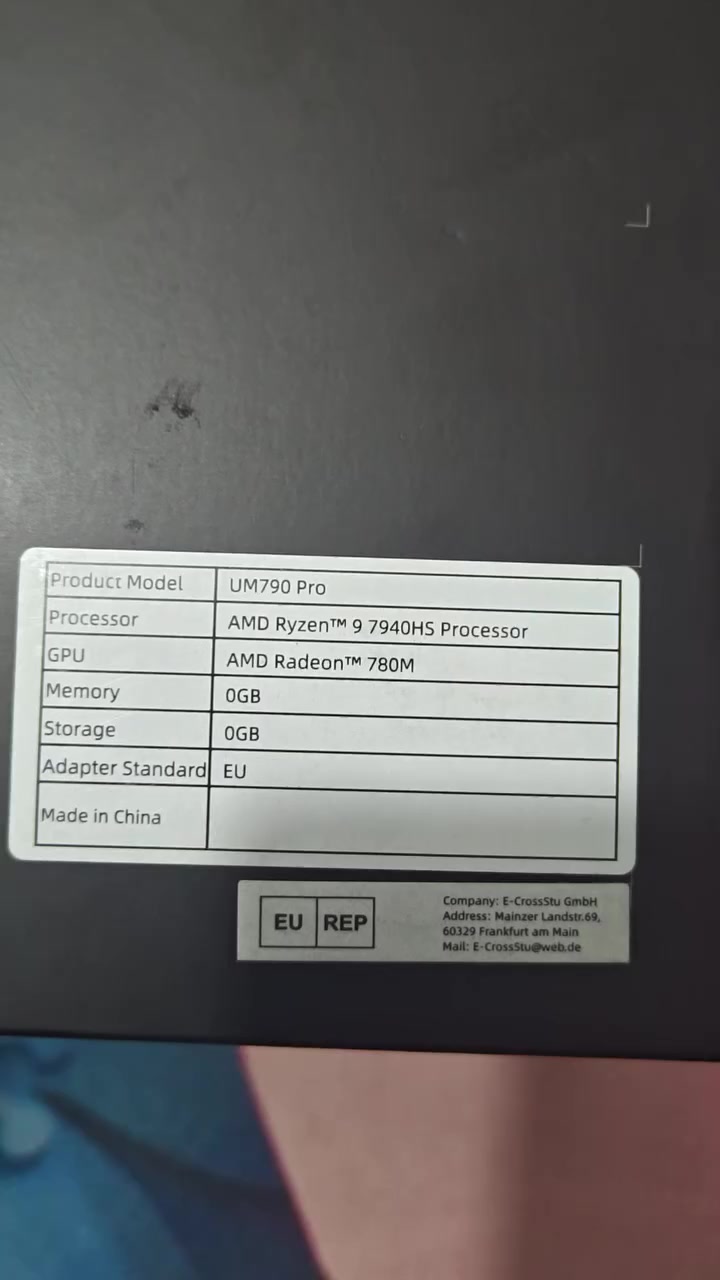 Product Model UM790 Pro
Processor AMD Ryzen™ 9 7940HS Processor
GPU AMD Radeon™ 780M
Memory 0GB
Storage 0GB
Adapter Standard EU
Made in China
EU REP
Company: E-CrossStu GmbH
Address: Mainzer Landstr.69,
60329 Frankfurt am Main
Mail: E-CrossStu@web.de